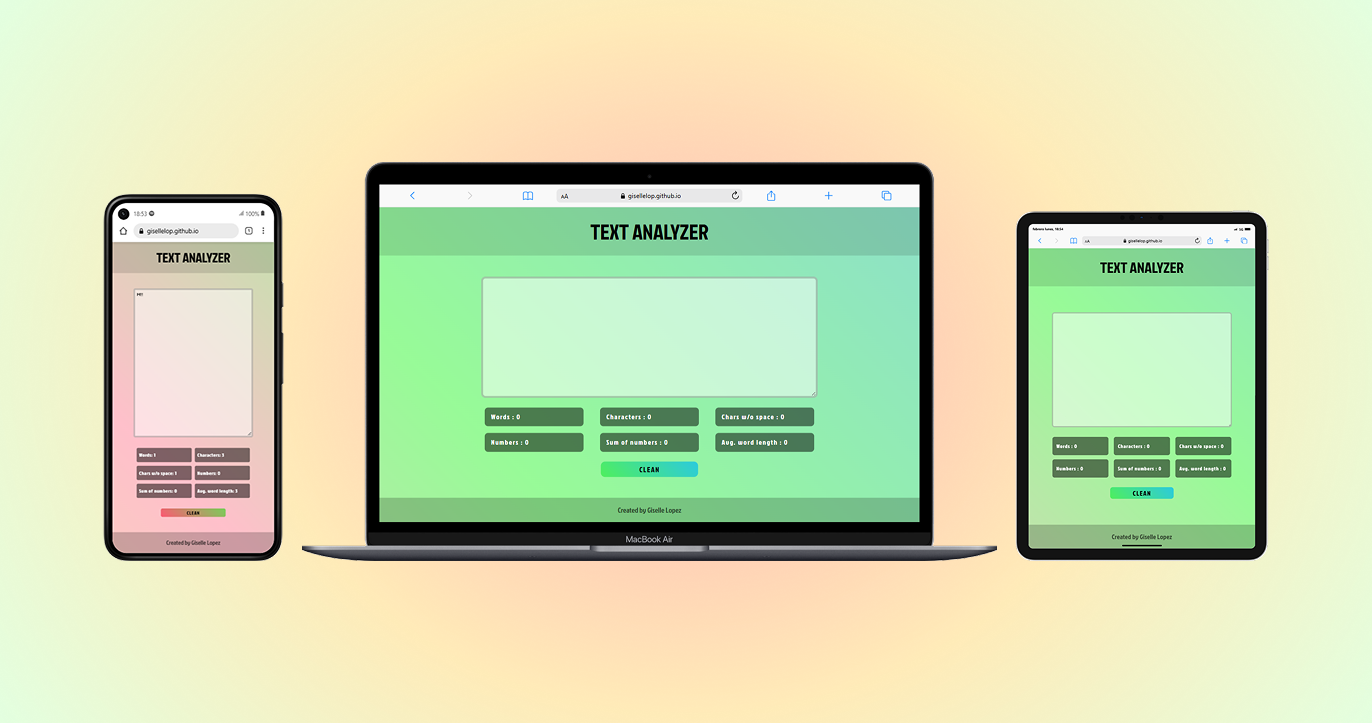 18:53
100%
gisellelop.github.io
1
TEXT ANALYZER
Words: 1
Characters: 3
Chars w/o space: 1
Numbers: 0
Sum of numbers: 0
Avg. word length: 3
CLEAN
Created by Giselle Lopez
AA
gisellelop.github.io
TEXT ANALYZER
Words : 0
Characters : 0
Chars w/o space : 0
Numbers : 0
Sum of numbers : 0
Avg. word length : 0
CLEAN
Created by Giselle Lopez
MacBook Air
febrero lunes, 18:54
AA
gisellelop.github.io
TEXT ANALYZER
Words : 0
Characters : 0
Chars w/o space : 0
Numbers : 0
Sum of numbers : 0
Avg. word length : 0
CLEAN
Created by Giselle Lopez